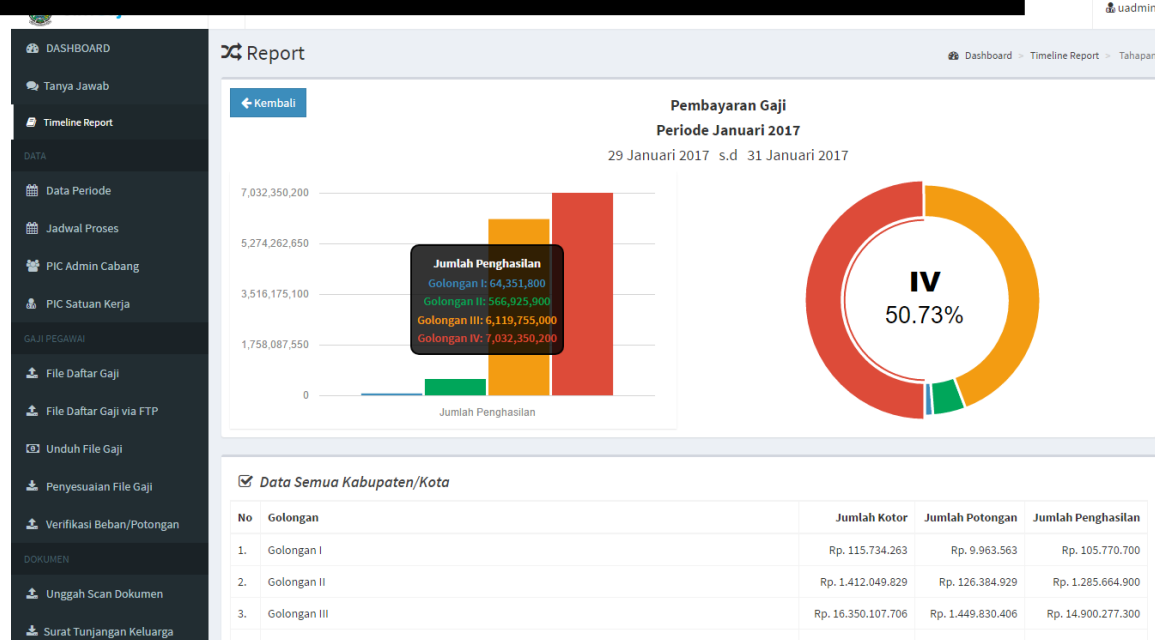 uadmin
DASHBOARD
Tanya Jawab
Timeline Report
DATA
Data Periode
Jadwal Proses
PIC Admin Cabang
PIC Satuan Kerja
GAJI PEGAWAI
File Daftar Gaji
File Daftar Gaji via FTP
Unduh File Gaji
Penyesuaian File Gaji
Verifikasi Beban/Potongan
DOKUMEN
Unggah Scan Dokumen
Surat Tunjangan Keluarga
Report
Dashboard > Timeline Report > Tahapan
Kembali
Pembayaran Gaji
Periode Januari 2017
29 Januari 2017 s.d 31 Januari 2017
7,032,350,200
5,274,262,650
3,516,175,100
1,758,087,550
0
Jumlah Penghasilan
Golongan I: 64,351,800
Golongan II: 566,925,900
Golongan III: 6,119,755,000
Golongan IV: 7,032,350,200
Jumlah Penghasilan
IV
50.73%
Data Semua Kabupaten/Kota
No Golongan Jumlah Kotor Jumlah Potongan Jumlah Penghasilan
1. Golongan I Rp. 115.734.263 Rp. 9.963.563 Rp. 105.770.700
2. Golongan II Rp. 1.412.049.829 Rp. 126.384.929 Rp. 1.285.664.900
3. Golongan III Rp. 16.350.107.706 Rp. 1.449.830.406 Rp. 14.900.277.300